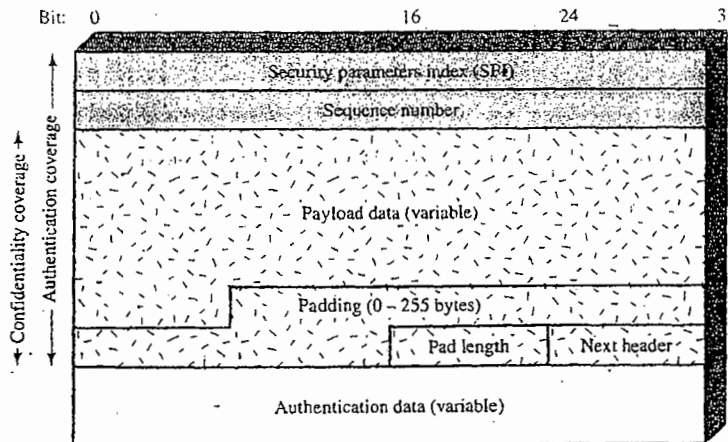 Bit: 0 16 24 3
Security parameters index (SPI)
Sequence number
Confidentiality coverage
Authentication coverage
Payload data (variable)
Padding (0 – 255 bytes)
Pad length
Next header
Authentication data (variable)